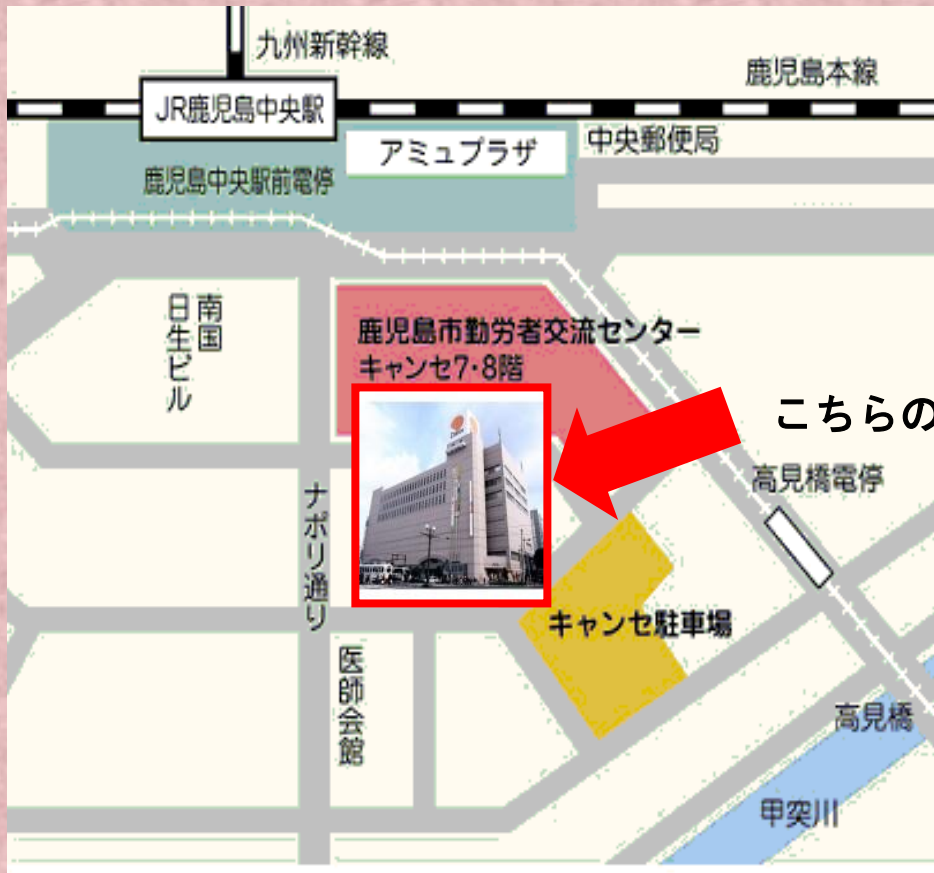 九州新幹線
鹿児島本線
JR鹿児島中央駅
アミュプラザ
中央郵便局
鹿児島中央駅前電停
南国
日生ビル
鹿児島市勤労者交流センター
キャンセ7・8階
こちらの
高見橋電停
ナポリ通り
キャンセ駐車場
医師会館
高見橋
甲突川